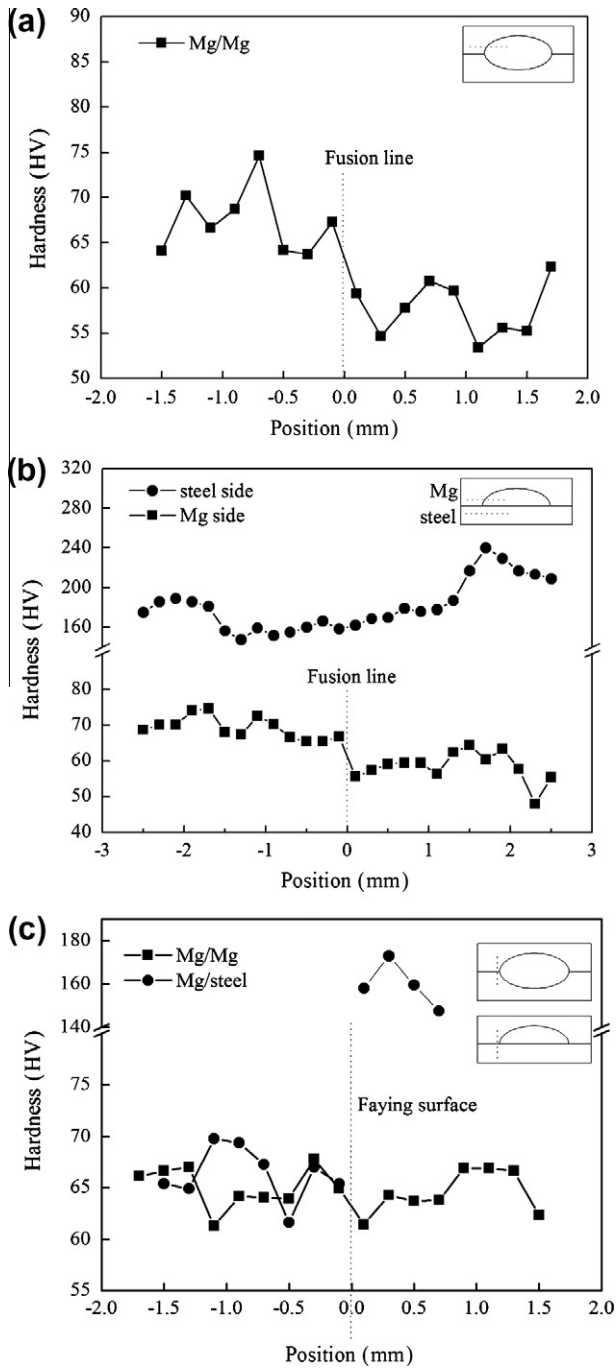 (a)
90
85
80
75
70
65
60
55
50
Hardness (HV)
Mg/Mg
Fusion line
-2.0 -1.5 -1.0 -0.5 0.0 0.5 1.0 1.5 2.0
Position (mm)
(b)
320
280
240
200
160
80
70
60
50
40
Hardness (HV)
steel side
Mg side
Mg
steel
Fusion line
-3 -2 -1 0 1 2 3
Position (mm)
(c)
180
160
140
75
70
65
60
55
Hardness (HV)
Mg/Mg
Mg/steel
Faying surface
-2.0 -1.5 -1.0 -0.5 0.0 0.5 1.0 1.5 2.0
Position (mm)